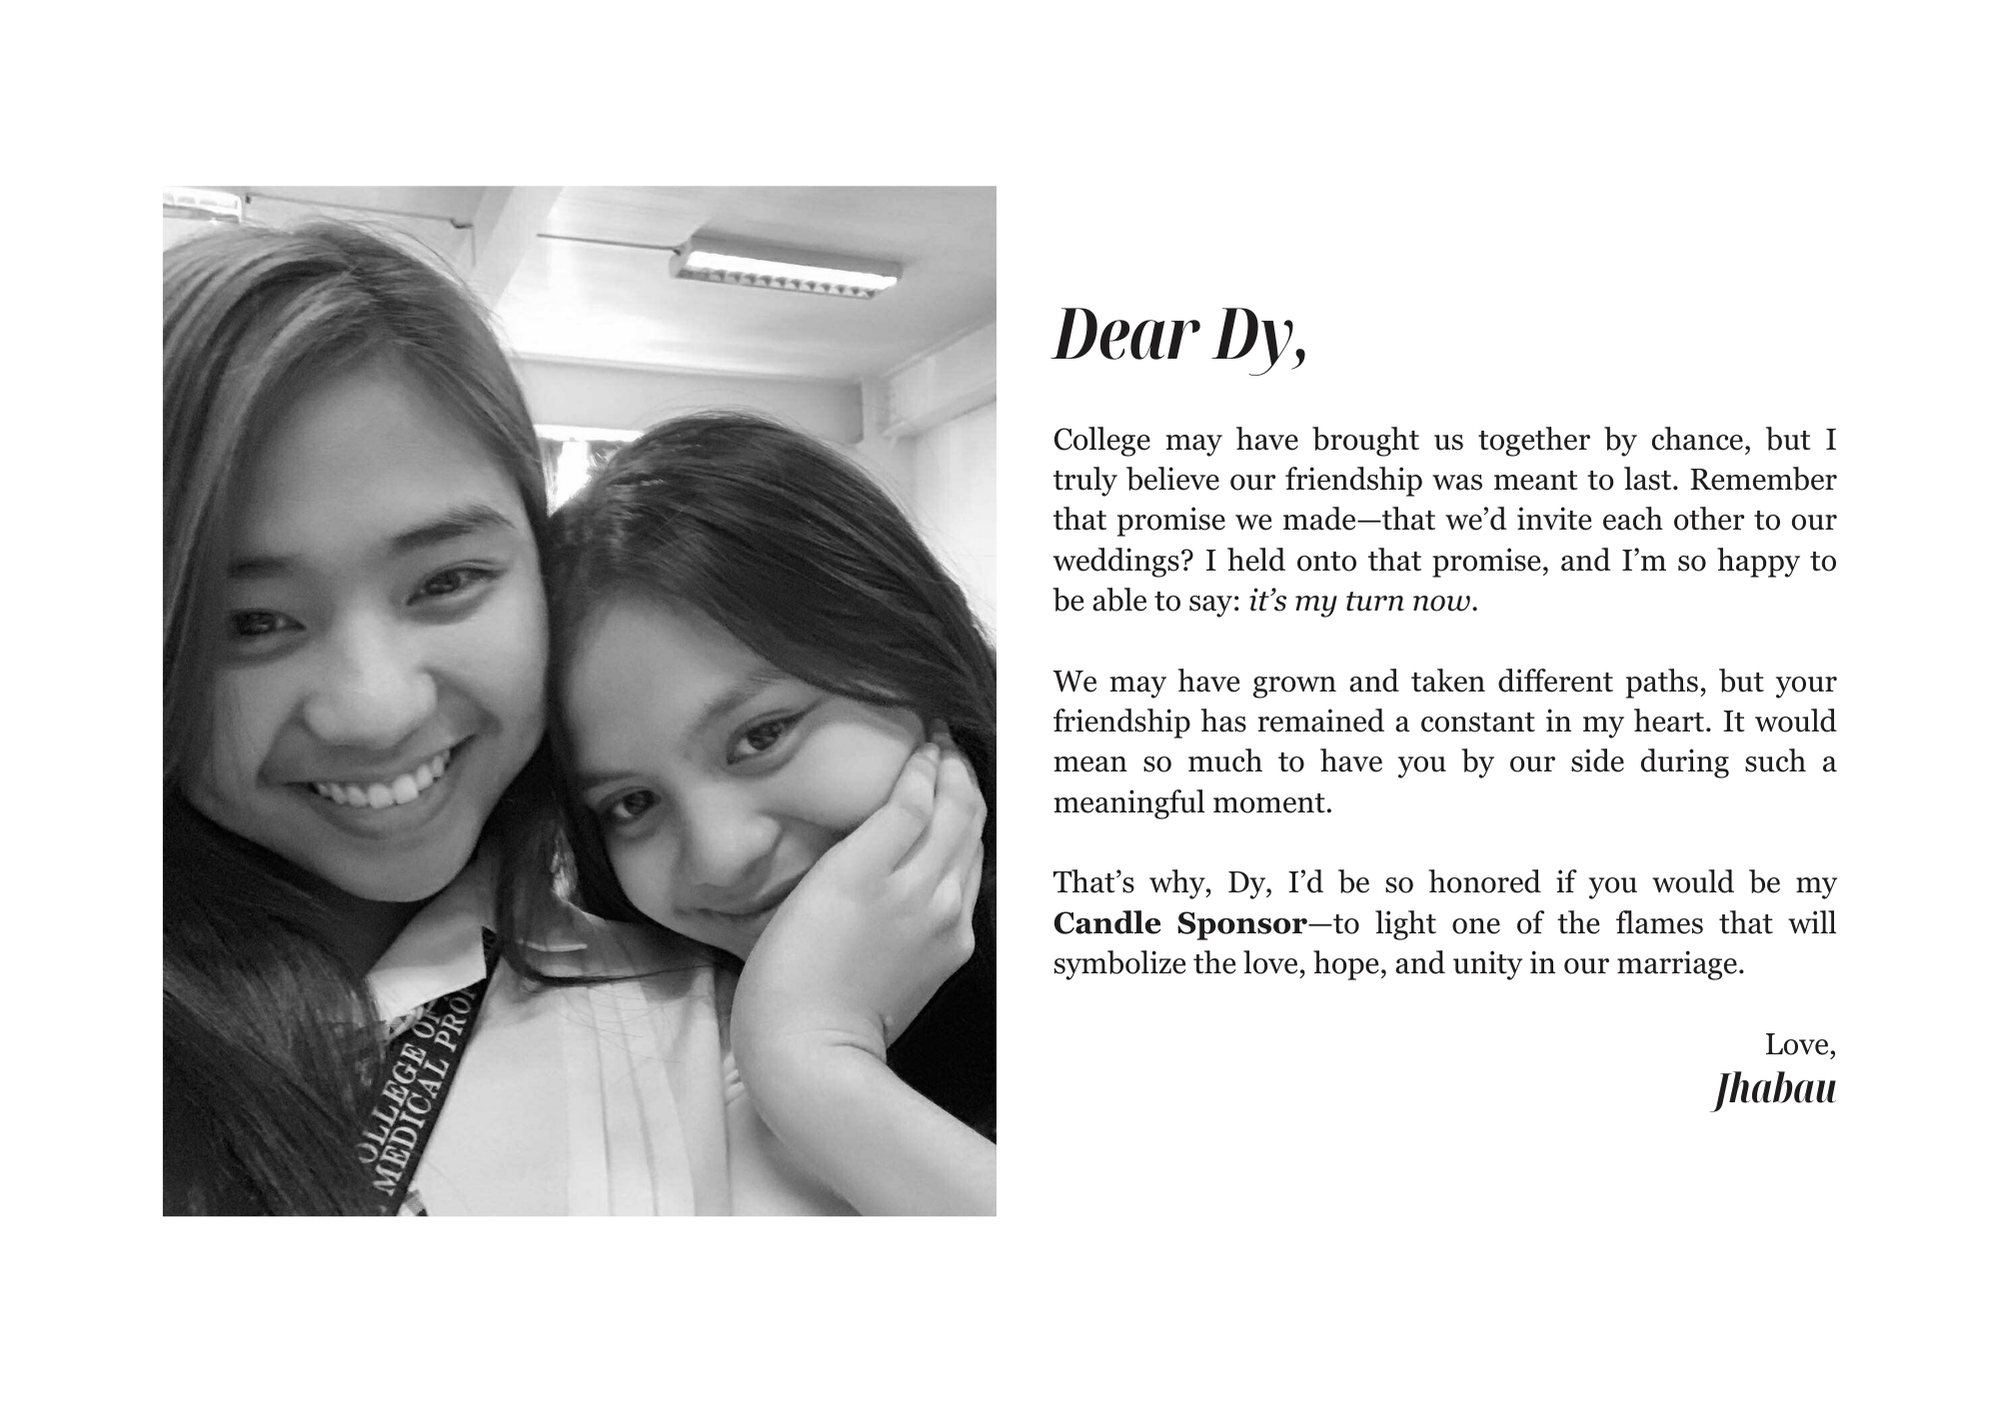 Dear Dy,
College may have brought us together by chance, but I
truly believe our friendship was meant to last. Remember
that promise we made—that we’d invite each other to our
weddings? I held onto that promise, and I’m so happy to
be able to say: it’s my turn now.
We may have grown and taken different paths, but your
friendship has remained a constant in my heart. It would
mean so much to have you by our side during such a
meaningful moment.
That’s why, Dy, I’d be so honored if you would be my
Candle Sponsor—to light one of the flames that will
symbolize the love, hope, and unity in our marriage.
Love,
Jhabau
OLLEGE OF
MEDICAL PROF